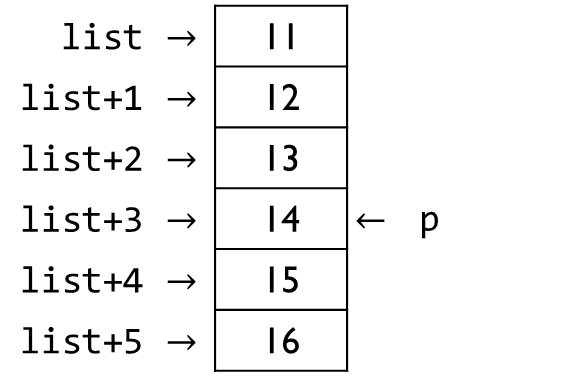 list → 11
list+1 → 12
list+2 → 13
list+3 → 14 ← p
list+4 → 15
list+5 → 16